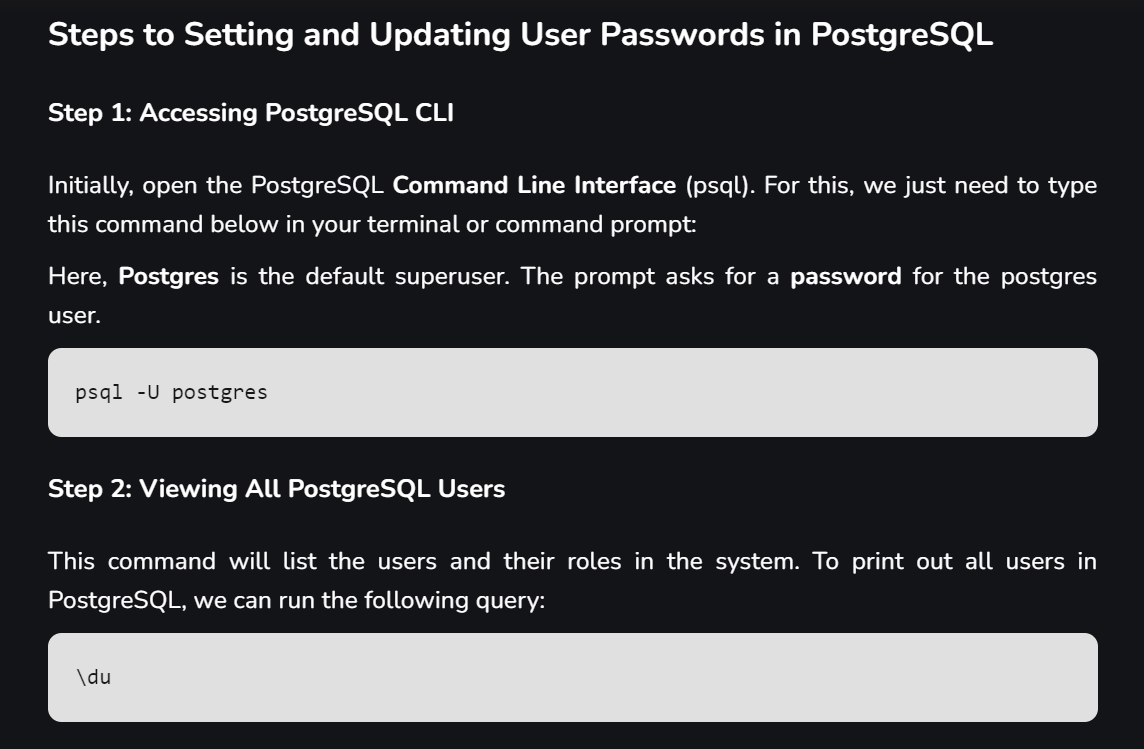 Steps to Setting and Updating User Passwords in PostgreSQL
Step 1: Accessing PostgreSQL CLI
Initially, open the PostgreSQL Command Line Interface (psql). For this, we just need to type
this command below in your terminal or command prompt:
Here, Postgres is the default superuser. The prompt asks for a password for the postgres
user.
psql -U postgres
Step 2: Viewing All PostgreSQL Users
This command will list the users and their roles in the system. To print out all users in
PostgreSQL, we can run the following query:
\du